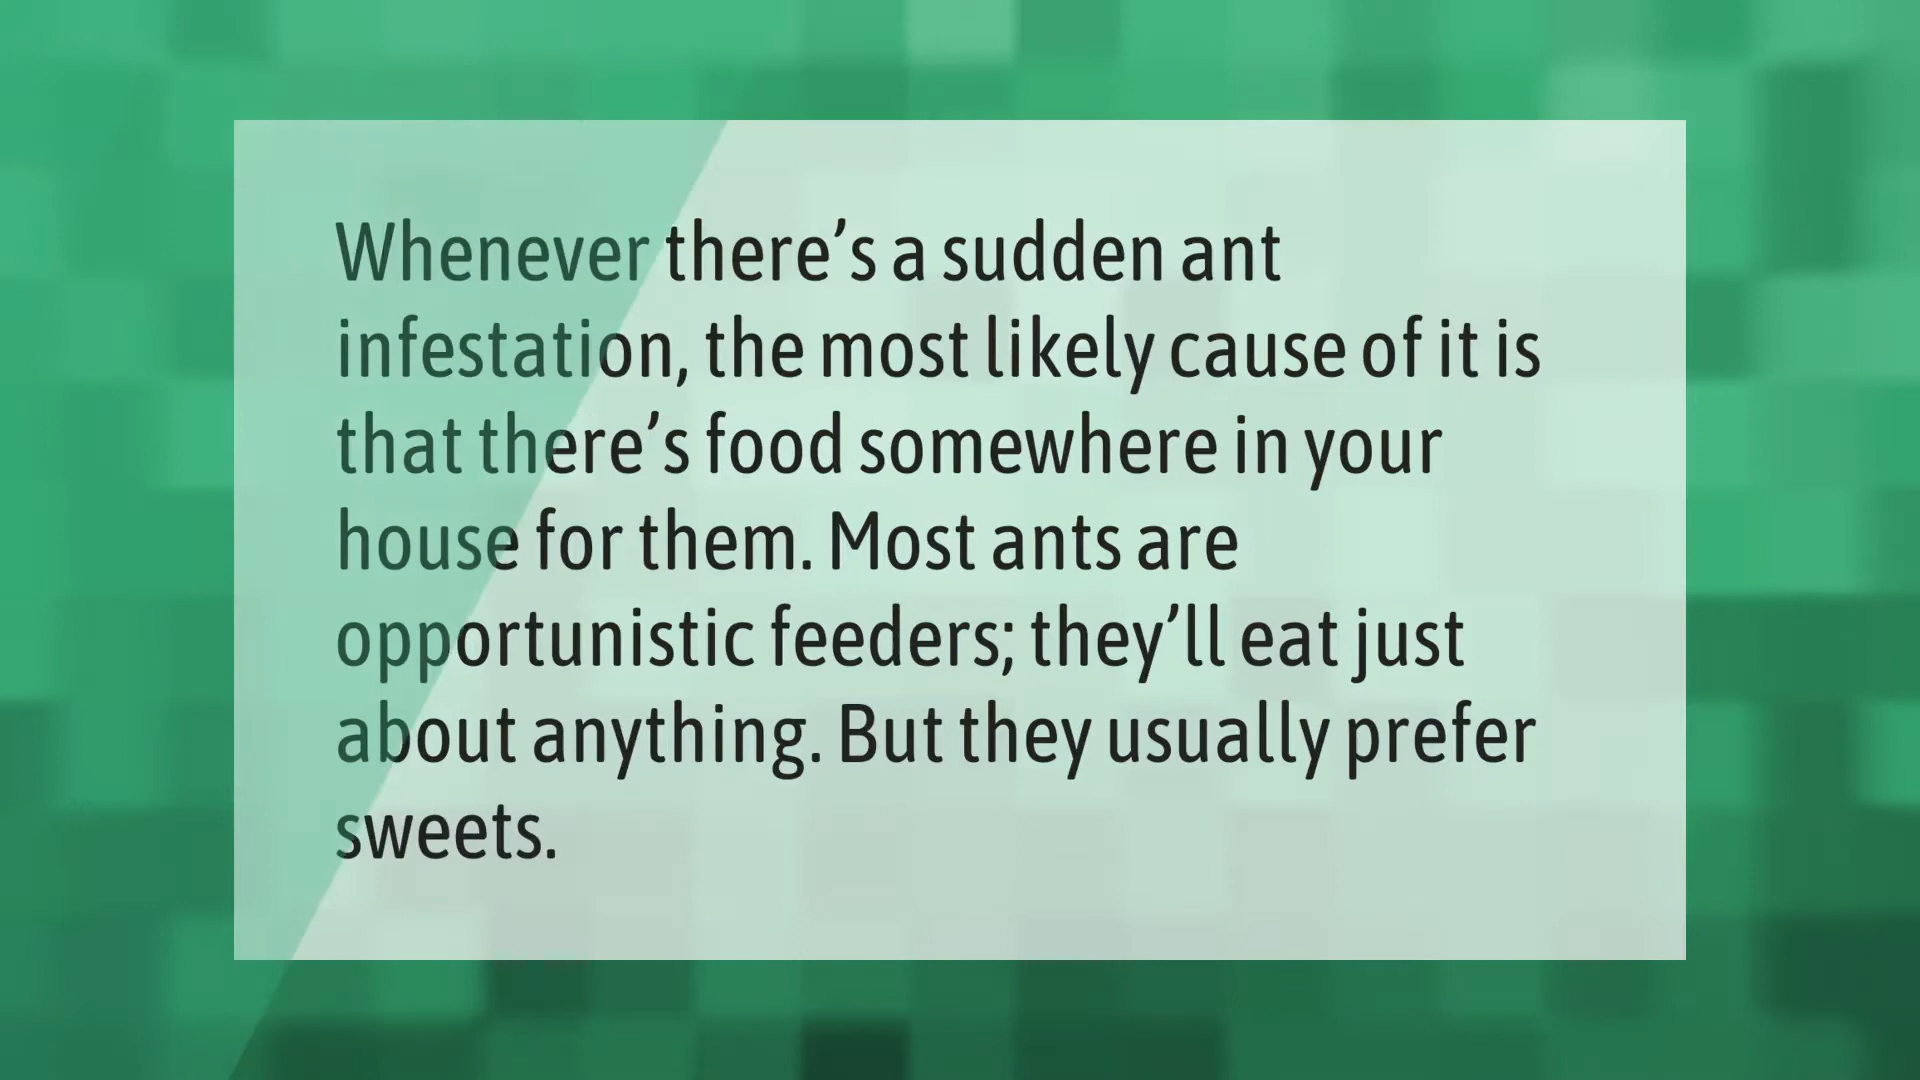 Whenever there’s a sudden ant
infestation, the most likely cause of it is
that there’s food somewhere in your
house for them. Most ants are
opportunistic feeders; they’ll eat just
about anything. But they usually prefer
sweets.